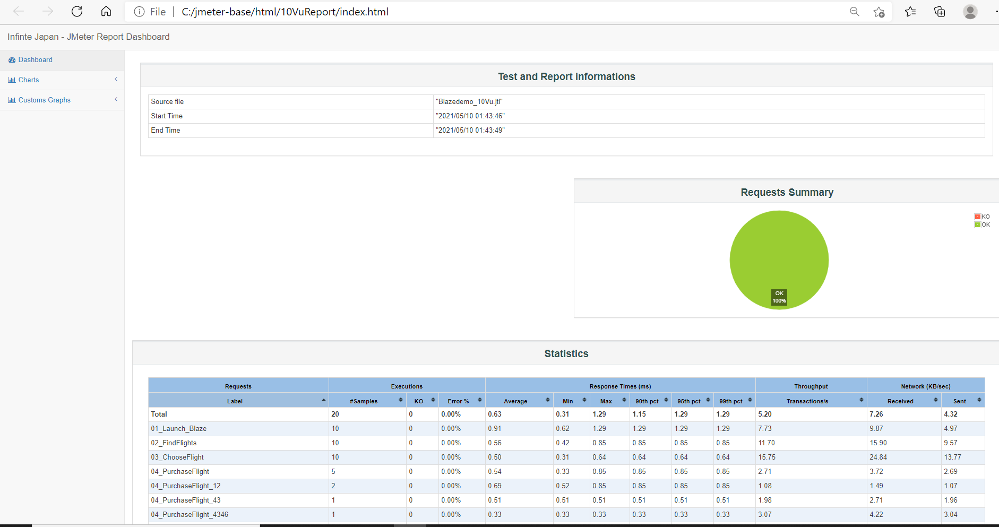 File | C:/jmeter-base/html/10VuReport/index.html
Infinte Japan - JMeter Report Dashboard
Dashboard
Charts
Customs Graphs
Test and Report informations
Source file "Blazedemo_10Vu.jtl"
Start Time "2021/05/10 01:43:46"
End Time "2021/05/10 01:43:49"
Requests Summary
KO
OK
OK
100%
Statistics
Requests Executions Response Times (ms) Throughput Network (KB/sec)
Label #Samples KO Error % Average Min Max 90th pct 95th pct 99th pct Transactions/s Received Sent
Total 20 0 0.00% 0.63 0.31 1.29 1.15 1.29 1.29 5.20 7.26 4.32
01_Launch_Blaze 10 0 0.00% 0.91 0.62 1.29 1.29 1.29 1.29 7.73 9.87 4.97
02_FindFlights 10 0 0.00% 0.56 0.42 0.85 0.85 0.85 0.85 11.70 15.90 9.57
03_ChooseFlight 10 0 0.00% 0.50 0.31 0.64 0.64 0.64 0.64 15.75 24.84 13.77
04_PurchaseFlight 5 0 0.00% 0.54 0.33 0.85 0.85 0.85 0.85 2.71 3.72 2.69
04_PurchaseFlight_12 2 0 0.00% 0.69 0.52 0.85 0.85 0.85 0.85 1.08 1.49 1.07
04_PurchaseFlight_43 1 0 0.00% 0.51 0.51 0.51 0.51 0.51 0.51 1.98 2.71 1.96
04_PurchaseFlight_4346 1 0 0.00% 0.33 0.33 0.33 0.33 0.33 0.33 3.07 4.22 3.04